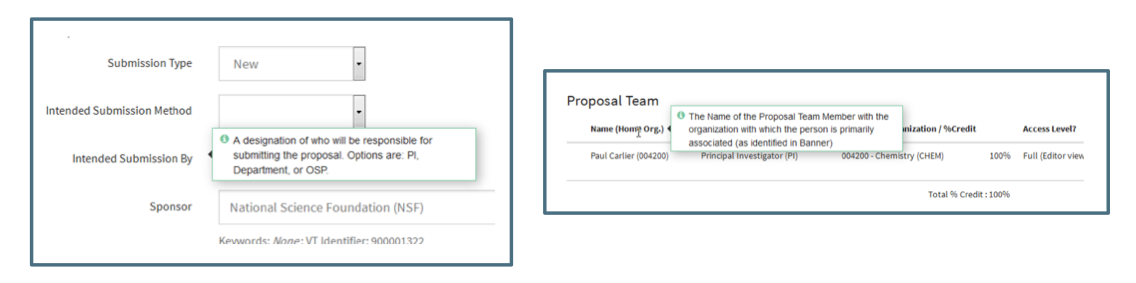 Submission Type
New
Intended Submission Method
A designation of who will be responsible for
submitting the proposal. Options are: PI,
Department, or OSP.
Intended Submission By
Sponsor
National Science Foundation (NSF)
Keywords: None; VT Identifier: 900001322
Proposal Team
The Name of the Proposal Team Member with the
organization with which the person is primarily
associated (as identified in Banner)
Name (Home Org.) nization / %Credit Access Level?
Paul Carlier (004200) Principal Investigator (PI) 004200 - Chemistry (CHEM) 100% Full (Editor view
Total % Credit : 100%